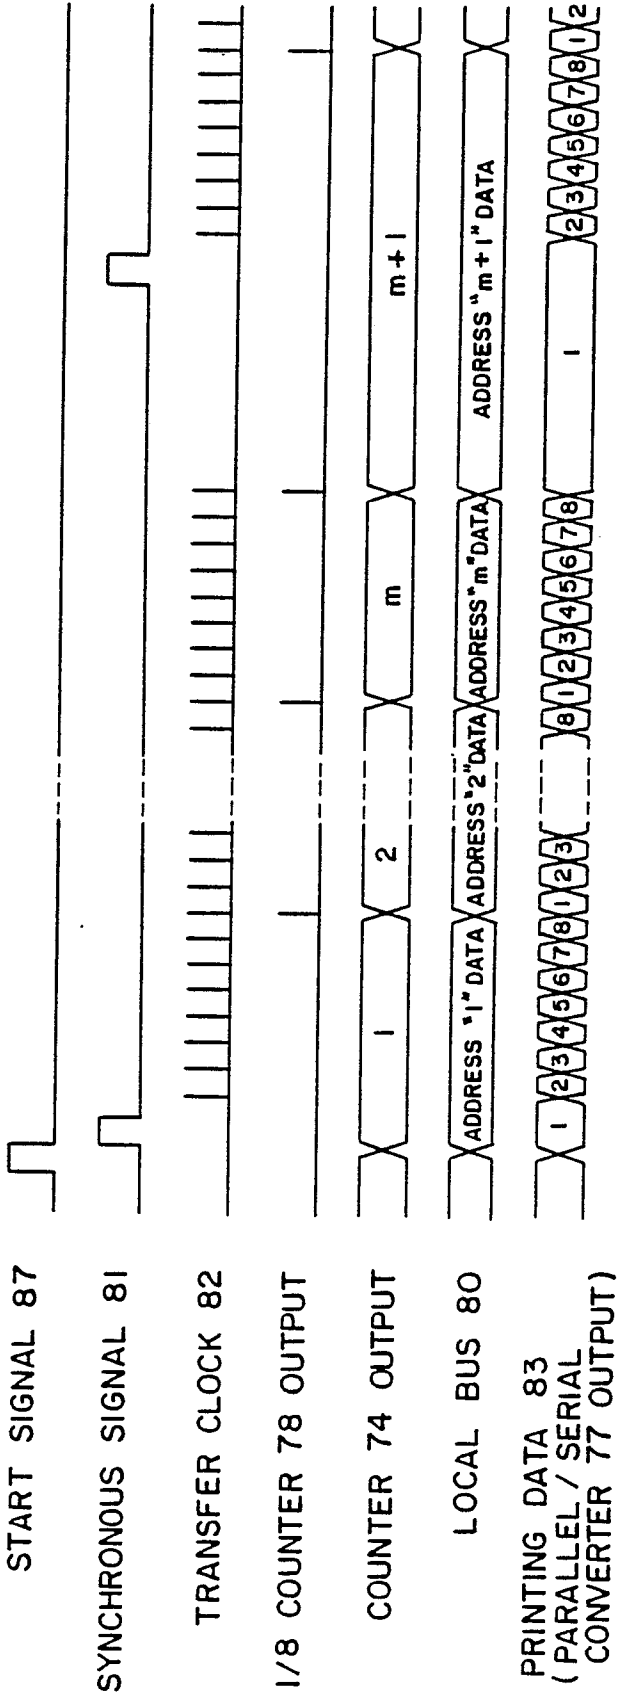 START SIGNAL 87
SYNCHRONOUS SIGNAL 81
TRANSFER CLOCK 82
1/8 COUNTER 78 OUTPUT
COUNTER 74 OUTPUT
1 2 m m+1
LOCAL BUS 80
ADDRESS "1" DATA ADDRESS "2" DATA ADDRESS "m" DATA ADDRESS "m+1" DATA
PRINTING DATA 83
(PARALLEL / SERIAL
CONVERTER 77 OUTPUT)
1 2 3 4 5 6 7 8 1 2 3 8 1 2 3 4 5 6 7 8 1 2 3 4 5 6 7 8 1 2